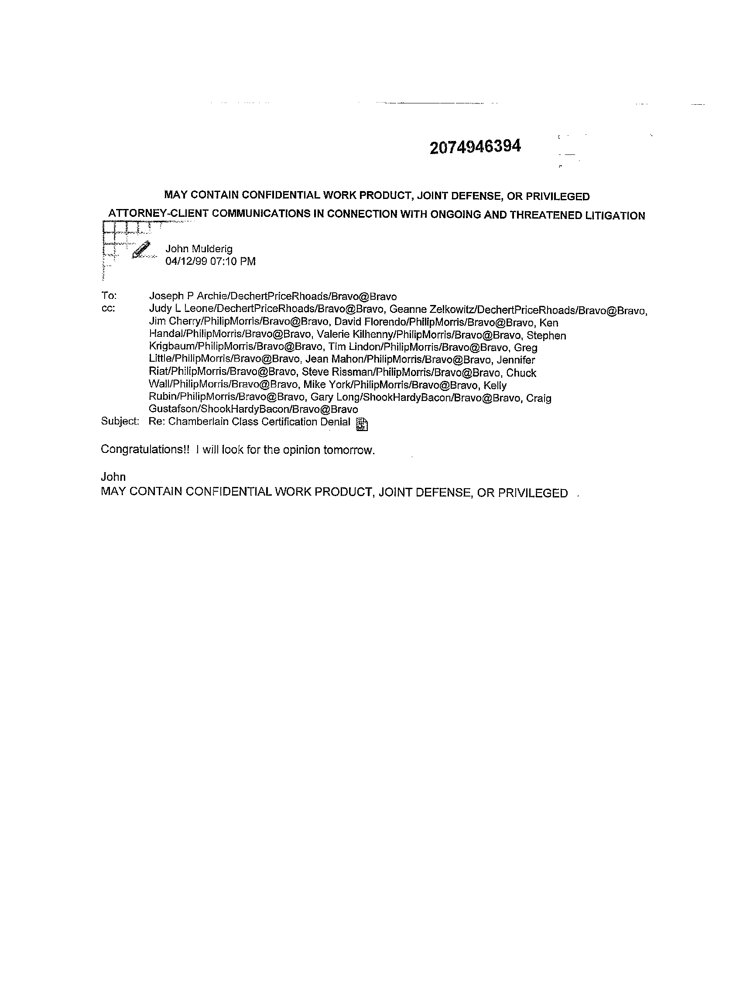 2074946394
MAY CONTAIN CONFIDENTIAL WORK PRODUCT, JOINT DEFENSE, OR PRIVILEGED
ATTORNEY-CLIENT COMMUNICATIONS IN CONNECTION WITH ONGOING AND THREATENED LITIGATION
John Mulderig
04/12/99 07:10 PM
To: Joseph P Archie/DechertPriceRhoads/Bravo@Bravo
cc: Judy L Leone/DechertPriceRhoads/Bravo@Bravo, Geanne Zelkowitz/DechertPriceRhoads/Bravo@Bravo,
Jim Cherry/PhilipMorris/Bravo@Bravo, David Florendo/PhilipMorris/Bravo@Bravo, Ken
Handal/PhilipMorris/Bravo@Bravo, Valerie Kilhenny/PhilipMorris/Bravo@Bravo, Stephen
Krigbaum/PhilipMorris/Bravo@Bravo, Tim Lindon/PhilipMorris/Bravo@Bravo, Greg
Little/PhilipMorris/Bravo@Bravo, Jean Mahon/PhilipMorris/Bravo@Bravo, Jennifer
Riat/PhilipMorris/Bravo@Bravo, Steve Rissman/PhilipMorris/Bravo@Bravo, Chuck
Wall/PhilipMorris/Bravo@Bravo, Mike York/PhilipMorris/Bravo@Bravo, Kelly
Rubin/PhilipMorris/Bravo@Bravo, Gary Long/ShookHardyBacon/Bravo@Bravo, Craig
Gustafson/ShookHardyBacon/Bravo@Bravo
Subject: Re: Chamberlain Class Certification Denial
Congratulations!! I will look for the opinion tomorrow.
John
MAY CONTAIN CONFIDENTIAL WORK PRODUCT, JOINT DEFENSE, OR PRIVILEGED